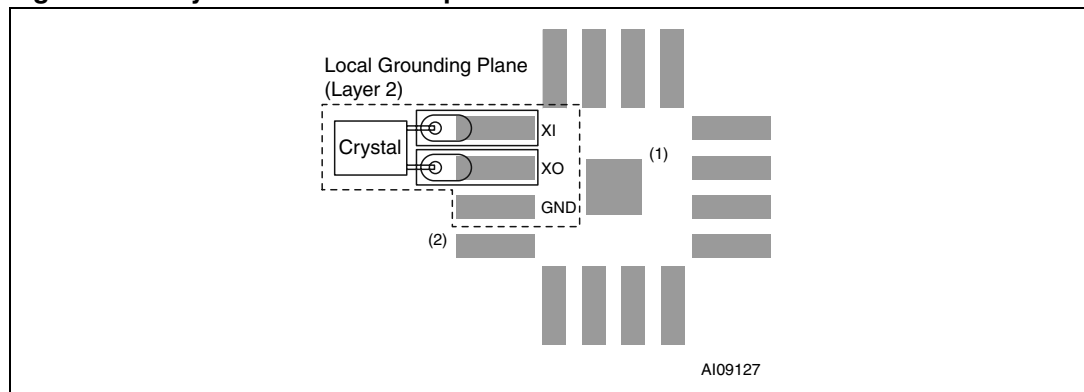 Local Grounding Plane
(Layer 2)
Crystal
XI
XO
GND
(1)
(2)
AI09127